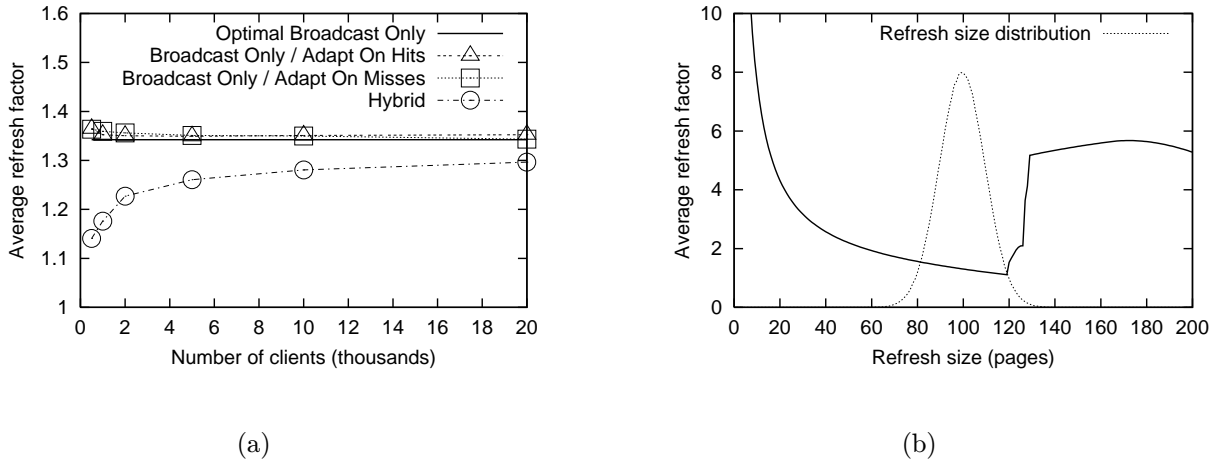 1.6
1.5
1.4
1.3
1.2
1.1
1
0 2 4 6 8 10 12 14 16 18 20
Average refresh factor
Number of clients (thousands)
Optimal Broadcast Only
Broadcast Only / Adapt On Hits
Broadcast Only / Adapt On Misses
Hybrid
(a)
10
8
6
4
2
0
0 20 40 60 80 100 120 140 160 180 200
Average refresh factor
Refresh size (pages)
Refresh size distribution
(b)